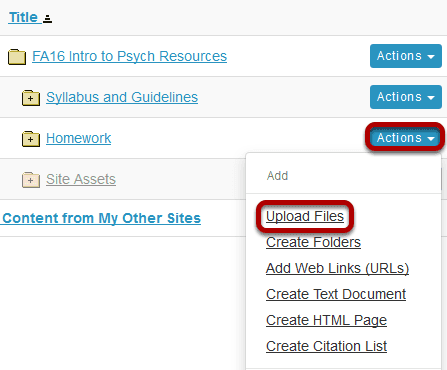 Title
FA16 Intro to Psych Resources Actions
Syllabus and Guidelines Actions
Homework Actions
Site Assets
Add
Content from My Other Sites
Upload Files
Create Folders
Add Web Links (URLs)
Create Text Document
Create HTML Page
Create Citation List